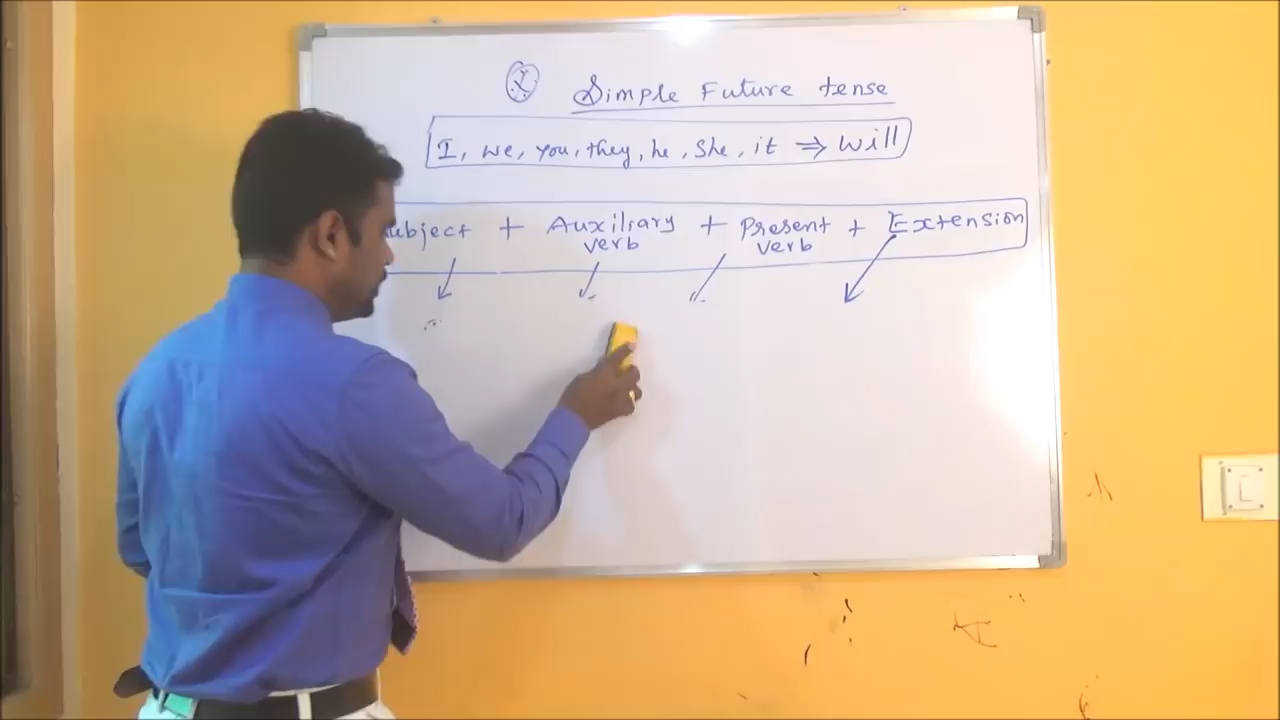 Simple Future tense
I, we, you, they, he, She, it ⇒ will
ubject + Auxiliary verb + Present verb + Extension